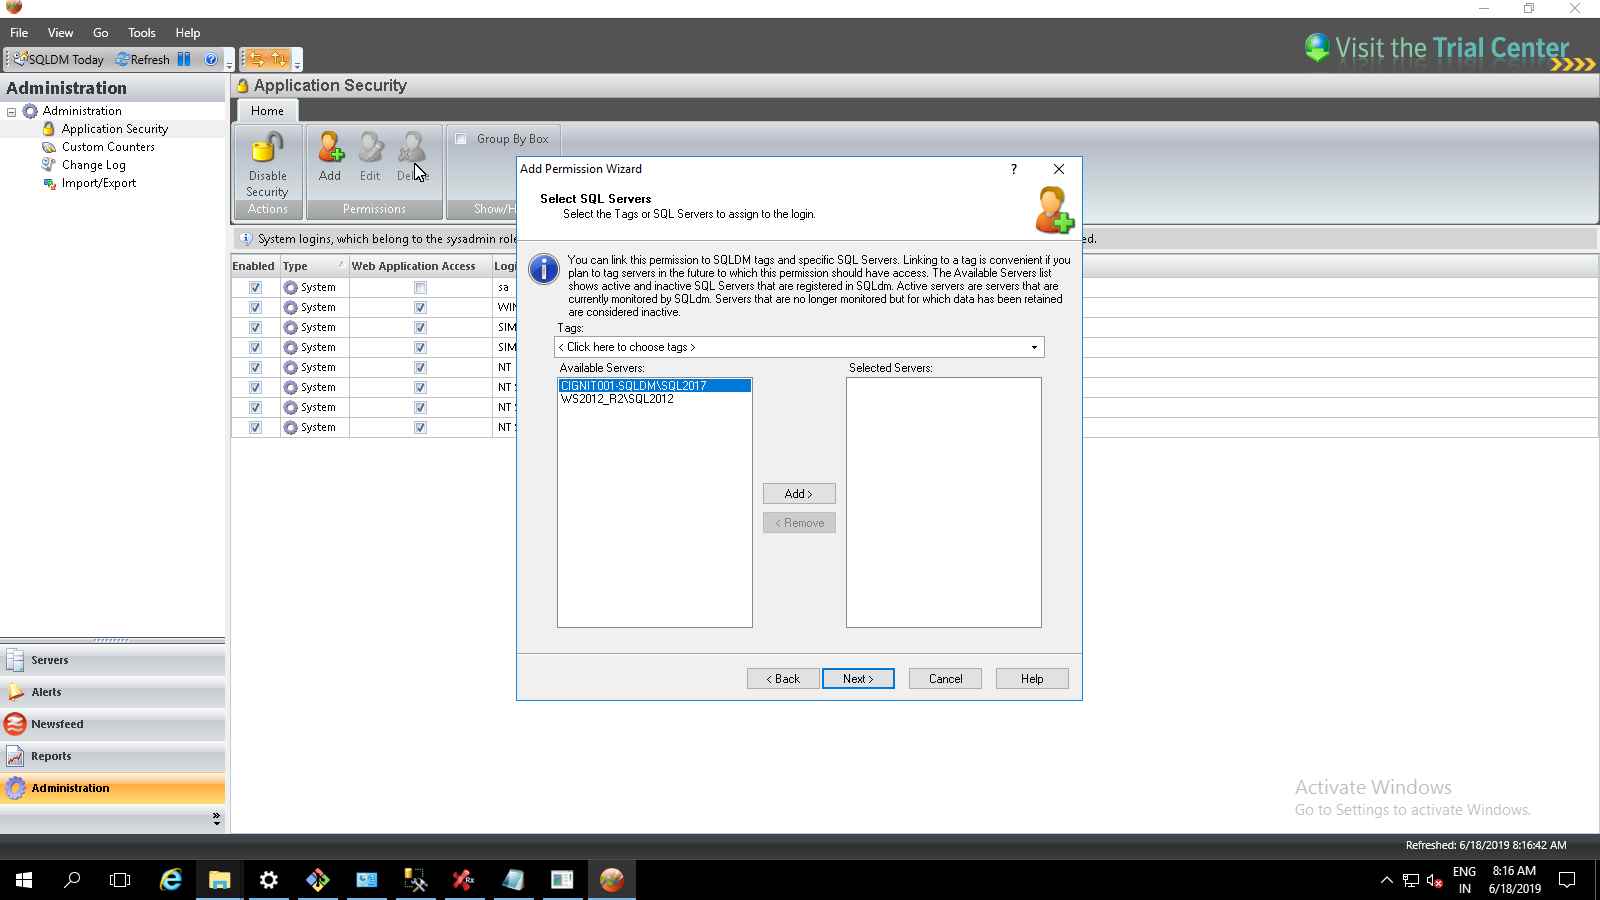 File View Go Tools Help
SQLDM Today Refresh
Visit the Trial Center
Administration
Administration
Application Security
Custom Counters
Change Log
Import/Export
Application Security
Home
Disable Security
Add
Edit
Group By Box
Actions
Permissions
Show/H
System logins, which belong to the sysadmin role
ed.
Enabled Type Web Application Access Logi
System sa
System WIN
System SIM
System SIM
System NT
System NT
System NT
System NT
Add Permission Wizard
?
Select SQL Servers
Select the Tags or SQL Servers to assign to the login.
You can link this permission to SQLDM tags and specific SQL Servers. Linking to a tag is convenient if you
plan to tag servers in the future to which this permission should have access. The Available Servers list
shows active and inactive SQL Servers that are registered in SQLdm. Active servers are servers that are
currently monitored by SQLdm. Servers that are no longer monitored but for which data has been retained
are considered inactive.
Tags:
< Click here to choose tags >
Available Servers:
Selected Servers:
CIGNIT001-SQLDM\SQL2017
WS2012_R2\SQL2012
Add >
< Remove
< Back
Next >
Cancel
Help
Servers
Alerts
Newsfeed
Reports
Administration
Activate Windows
Go to Settings to activate Windows.
Refreshed: 6/18/2019 8:16:42 AM
ENG
IN
8:16 AM
6/18/2019